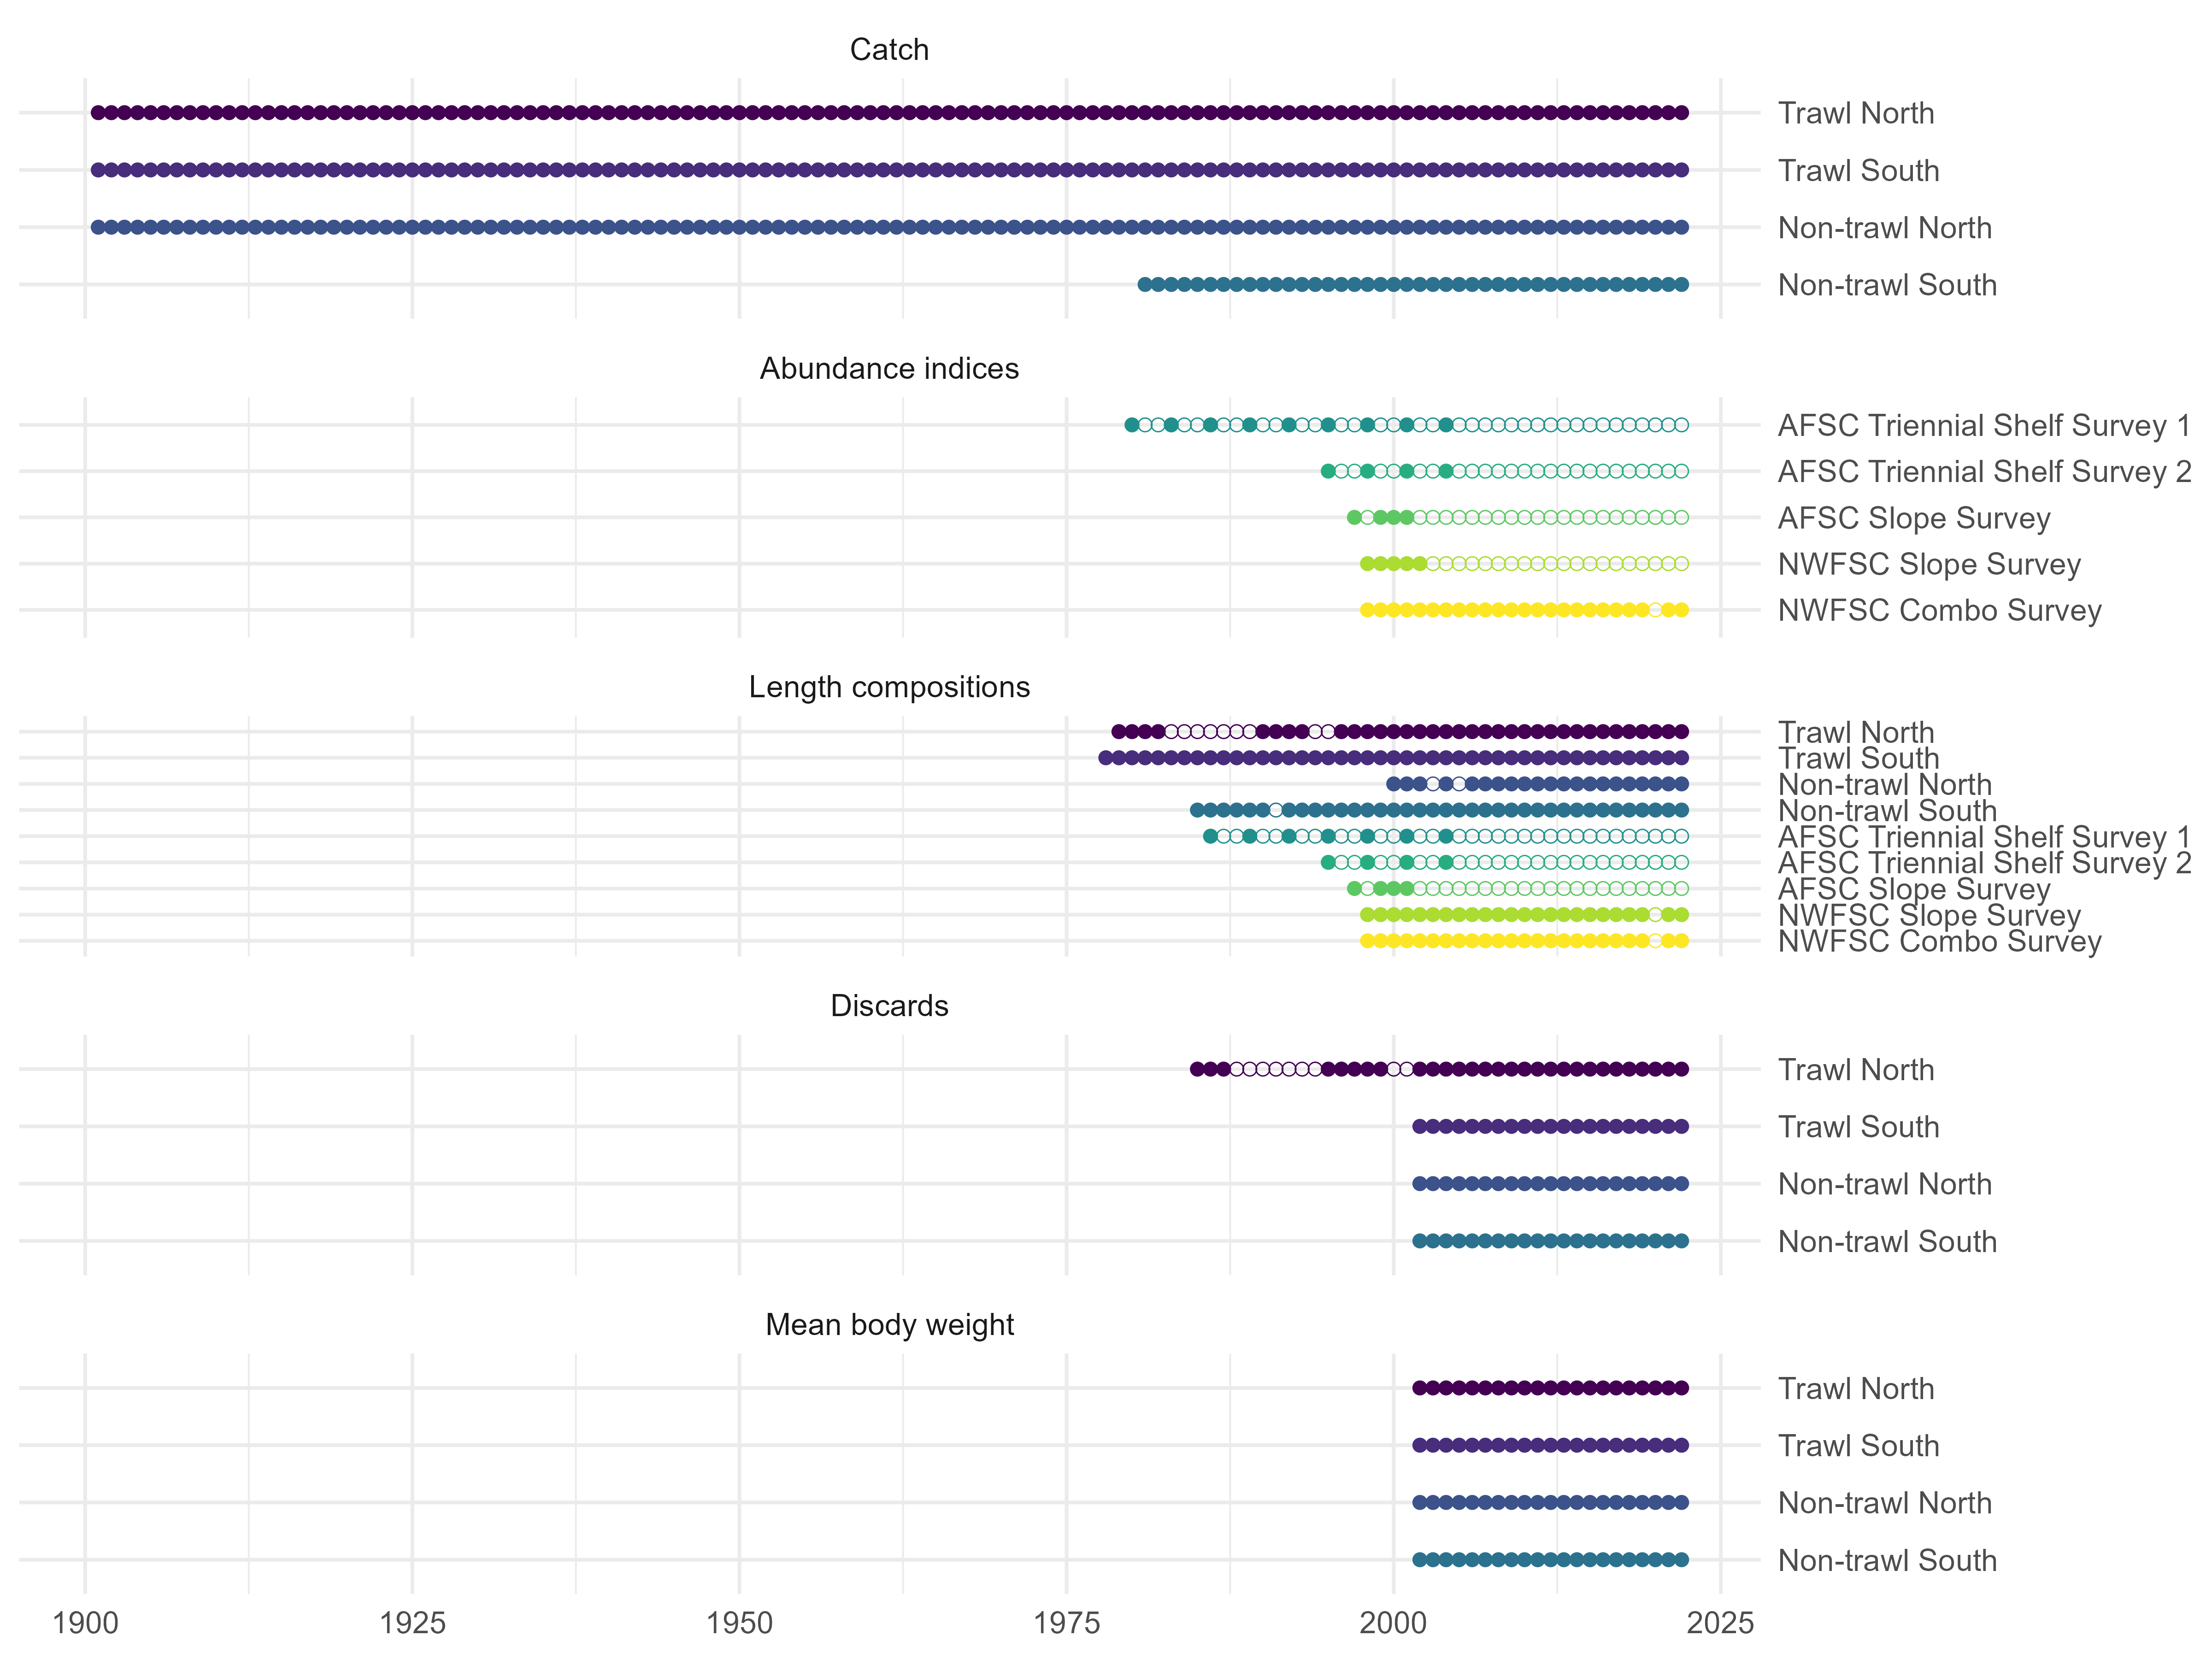 Catch
Trawl North
Trawl South
Non-trawl North
Non-trawl South
Abundance indices
AFSC Triennial Shelf Survey 1
AFSC Triennial Shelf Survey 2
AFSC Slope Survey
NWFSC Slope Survey
NWFSC Combo Survey
Length compositions
Trawl North
Trawl South
Non-trawl North
Non-trawl South
AFSC Triennial Shelf Survey 1
AFSC Triennial Shelf Survey 2
AFSC Slope Survey
NWFSC Slope Survey
NWFSC Combo Survey
Discards
Trawl North
Trawl South
Non-trawl North
Non-trawl South
Mean body weight
Trawl North
Trawl South
Non-trawl North
Non-trawl South
1900 1925 1950 1975 2000 2025